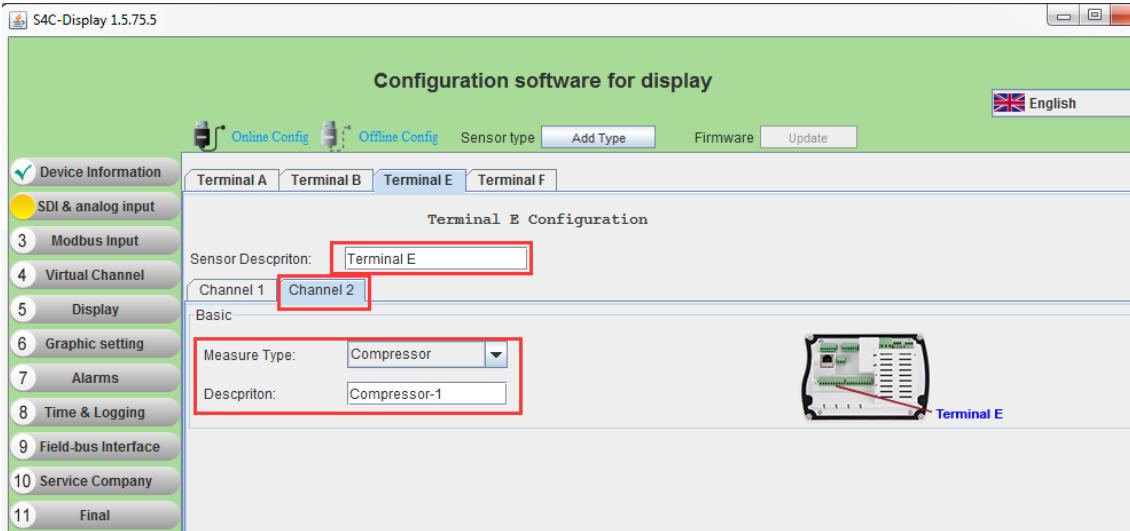 S4C-Display 1.5.75.5
Configuration software for display
English
Online Config Offline Config Sensor type Add Type Firmware Update
Device Information
SDI & analog input
3 Modbus Input
4 Virtual Channel
5 Display
6 Graphic setting
7 Alarms
8 Time & Logging
9 Field-bus Interface
10 Service Company
11 Final
Terminal A Terminal B Terminal E Terminal F
Terminal E Configuration
Sensor Descpriton: Terminal E
Channel 1 Channel 2
Basic
Measure Type: Compressor
Descpriton: Compressor-1
Terminal E